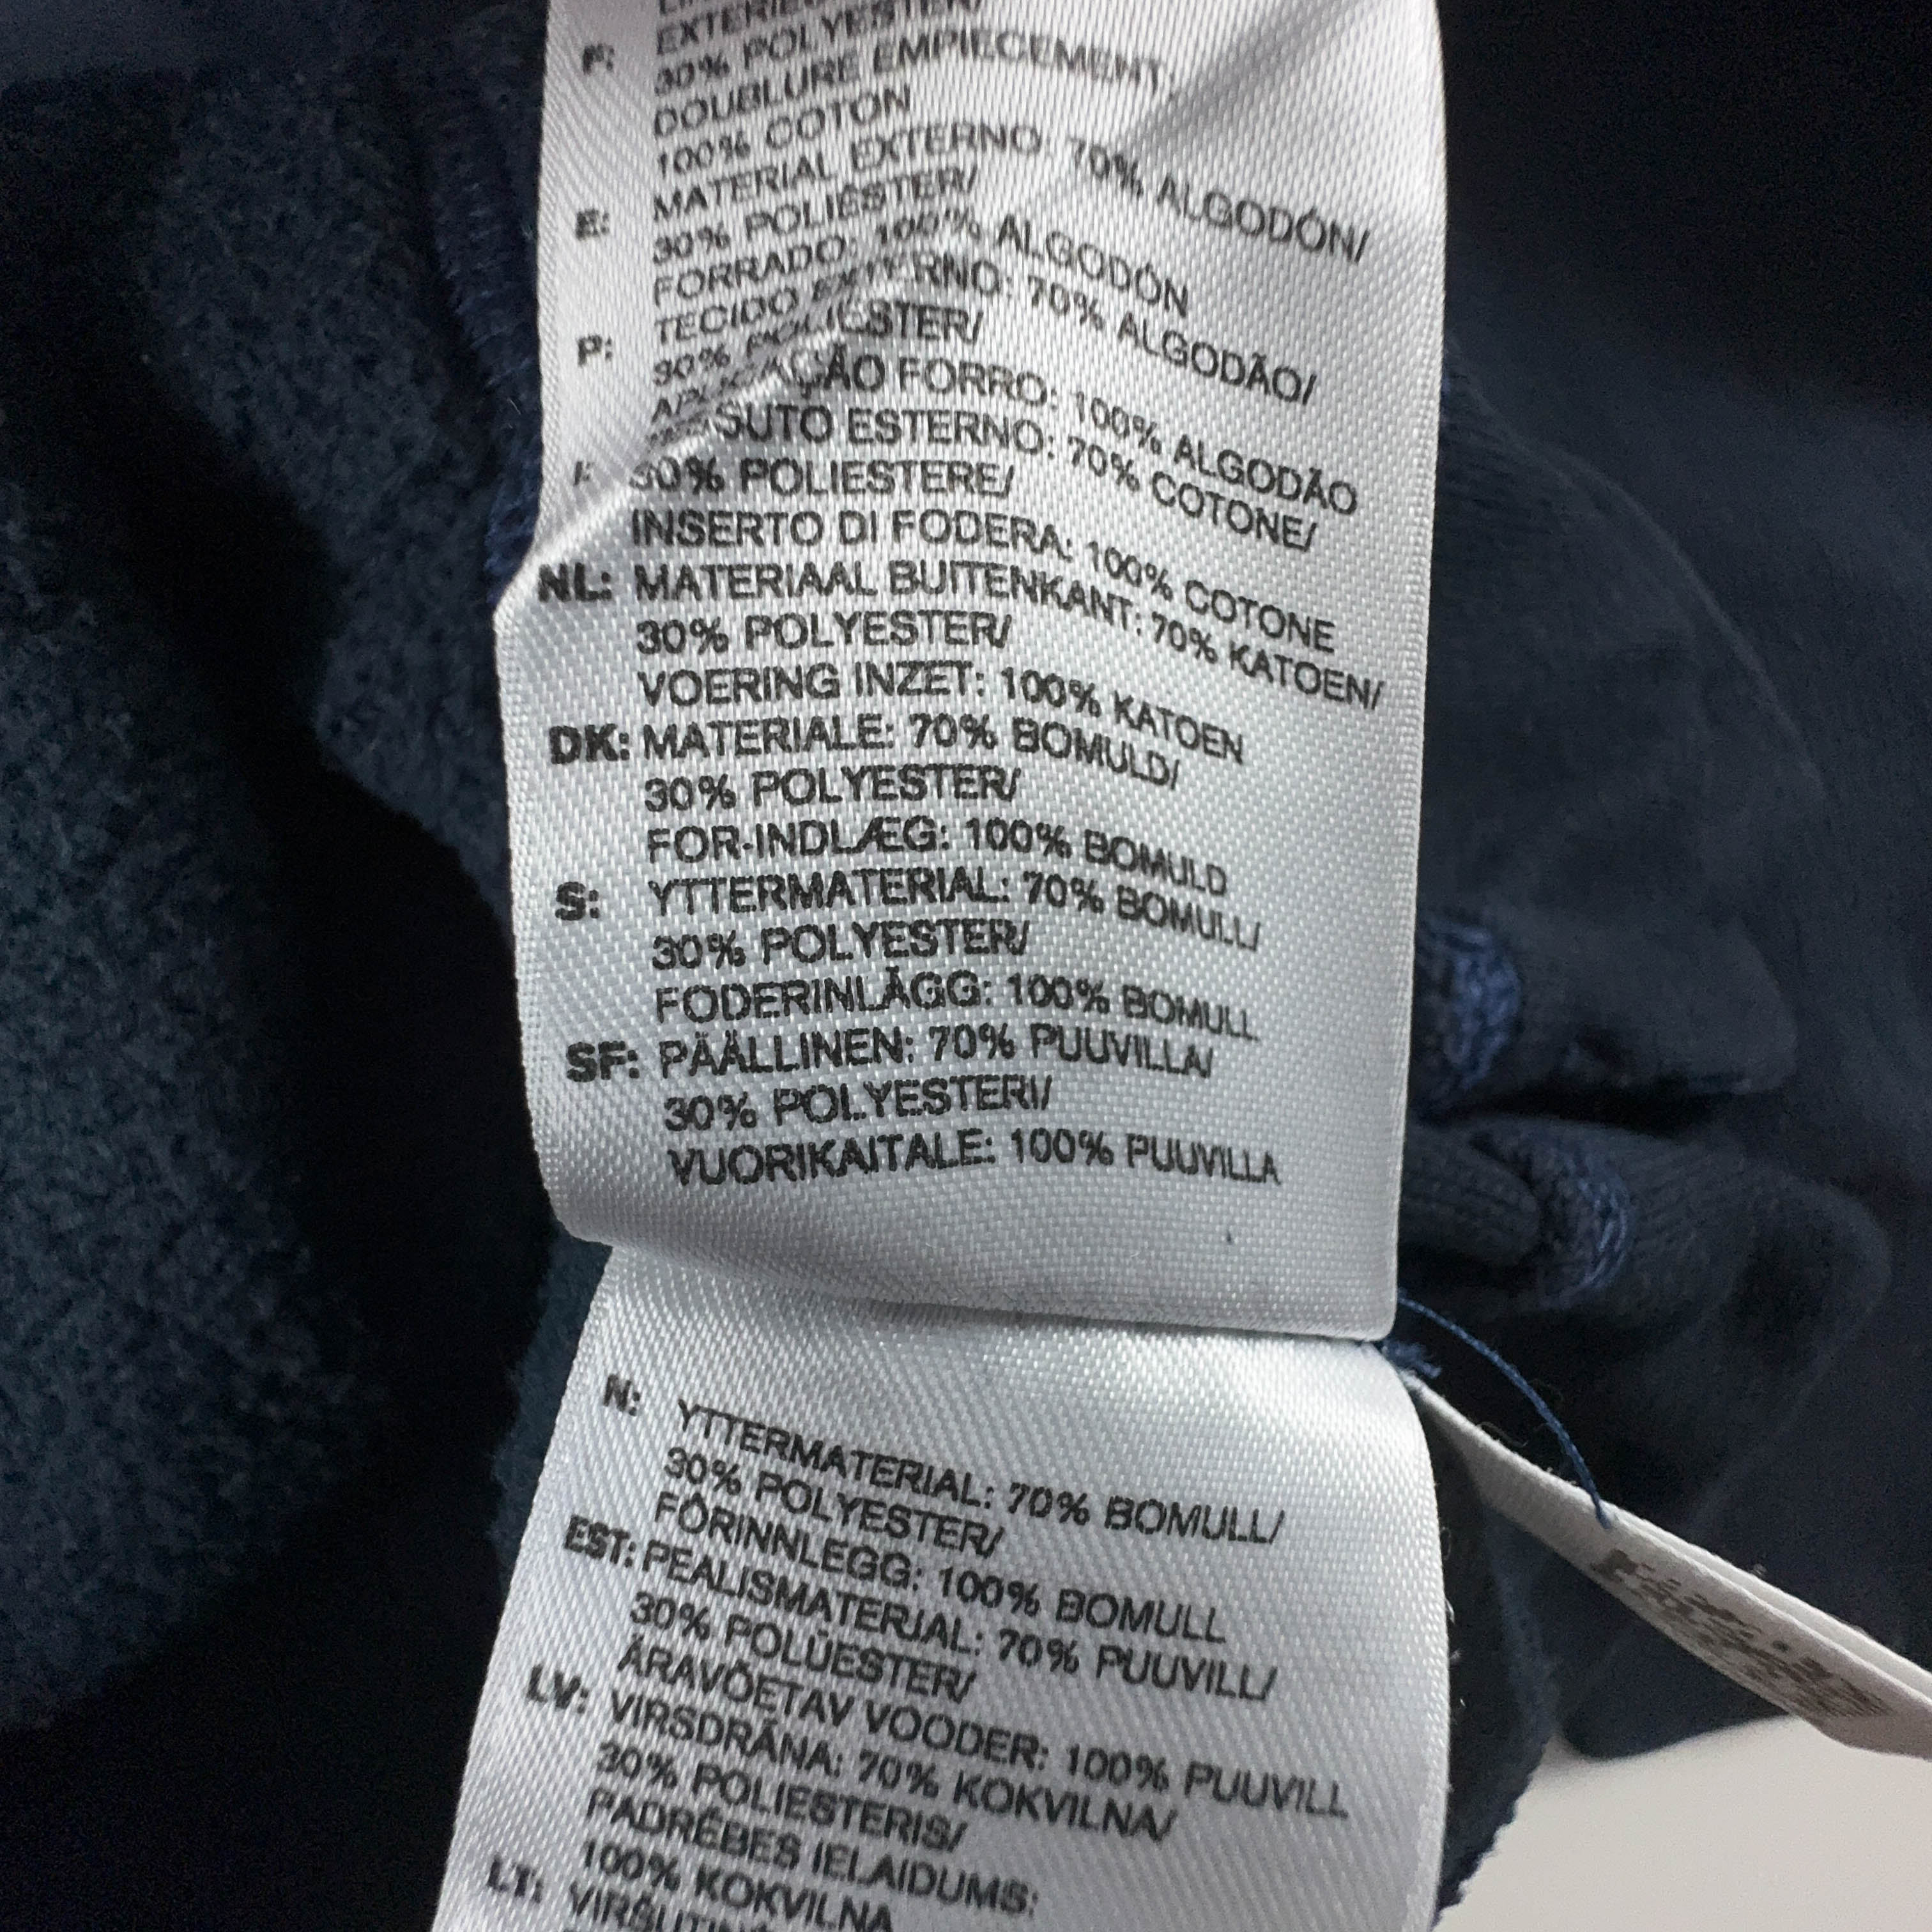 F:
30% POLYESTER/
DOUBLURE EMPIECEMENT:
100% COTON
E: MATERIAL EXTERNO 70% ALGODÓN/
30% POLIÉSTER/
FORRADO: 100% ALGODÓN
P: TECIDO EXTERNO: 70% ALGODÃO/
30% POLIÉSTER/
FORRO: 100% ALGODÃO
ESTERNO: 70% COTONE/
30% POLIESTERE/
INSERTO DI FODERA: 100% COTONE
NL: MATERIAAL BUITENKANT: 70% KATOEN/
30% POLYESTER/
VOERING INZET: 100% KATOEN
DK: MATERIALE: 70% BOMULD/
30% POLYESTER/
FOR-INDLÆG: 100% BOMULD
S: YTTERMATERIAL: 70% BOMULL/
30% POLYESTER/
FODERINLÄGG: 100% BOMULL
SF: PÄÄLLINEN: 70% PUUVILLA/
30% POLYESTERI/
VUORIKAITALE: 100% PUUVILLA
N: YTTERMATERIAL: 70% BOMULL/
30% POLYESTER/
FÔRINNLEGG: 100% BOMULL
EST: PEALISMATERJAL: 70% PUUVILL/
30% POLÜESTER/
ÄRAVÕETAV VOODER: 100% PUUVILL
LV: VIRSDRĀNA: 70% KOKVILNA/
30% POLIESTERIS/
PADRĒBES IELAIDUMS:
100% KOKVILNA
LT: